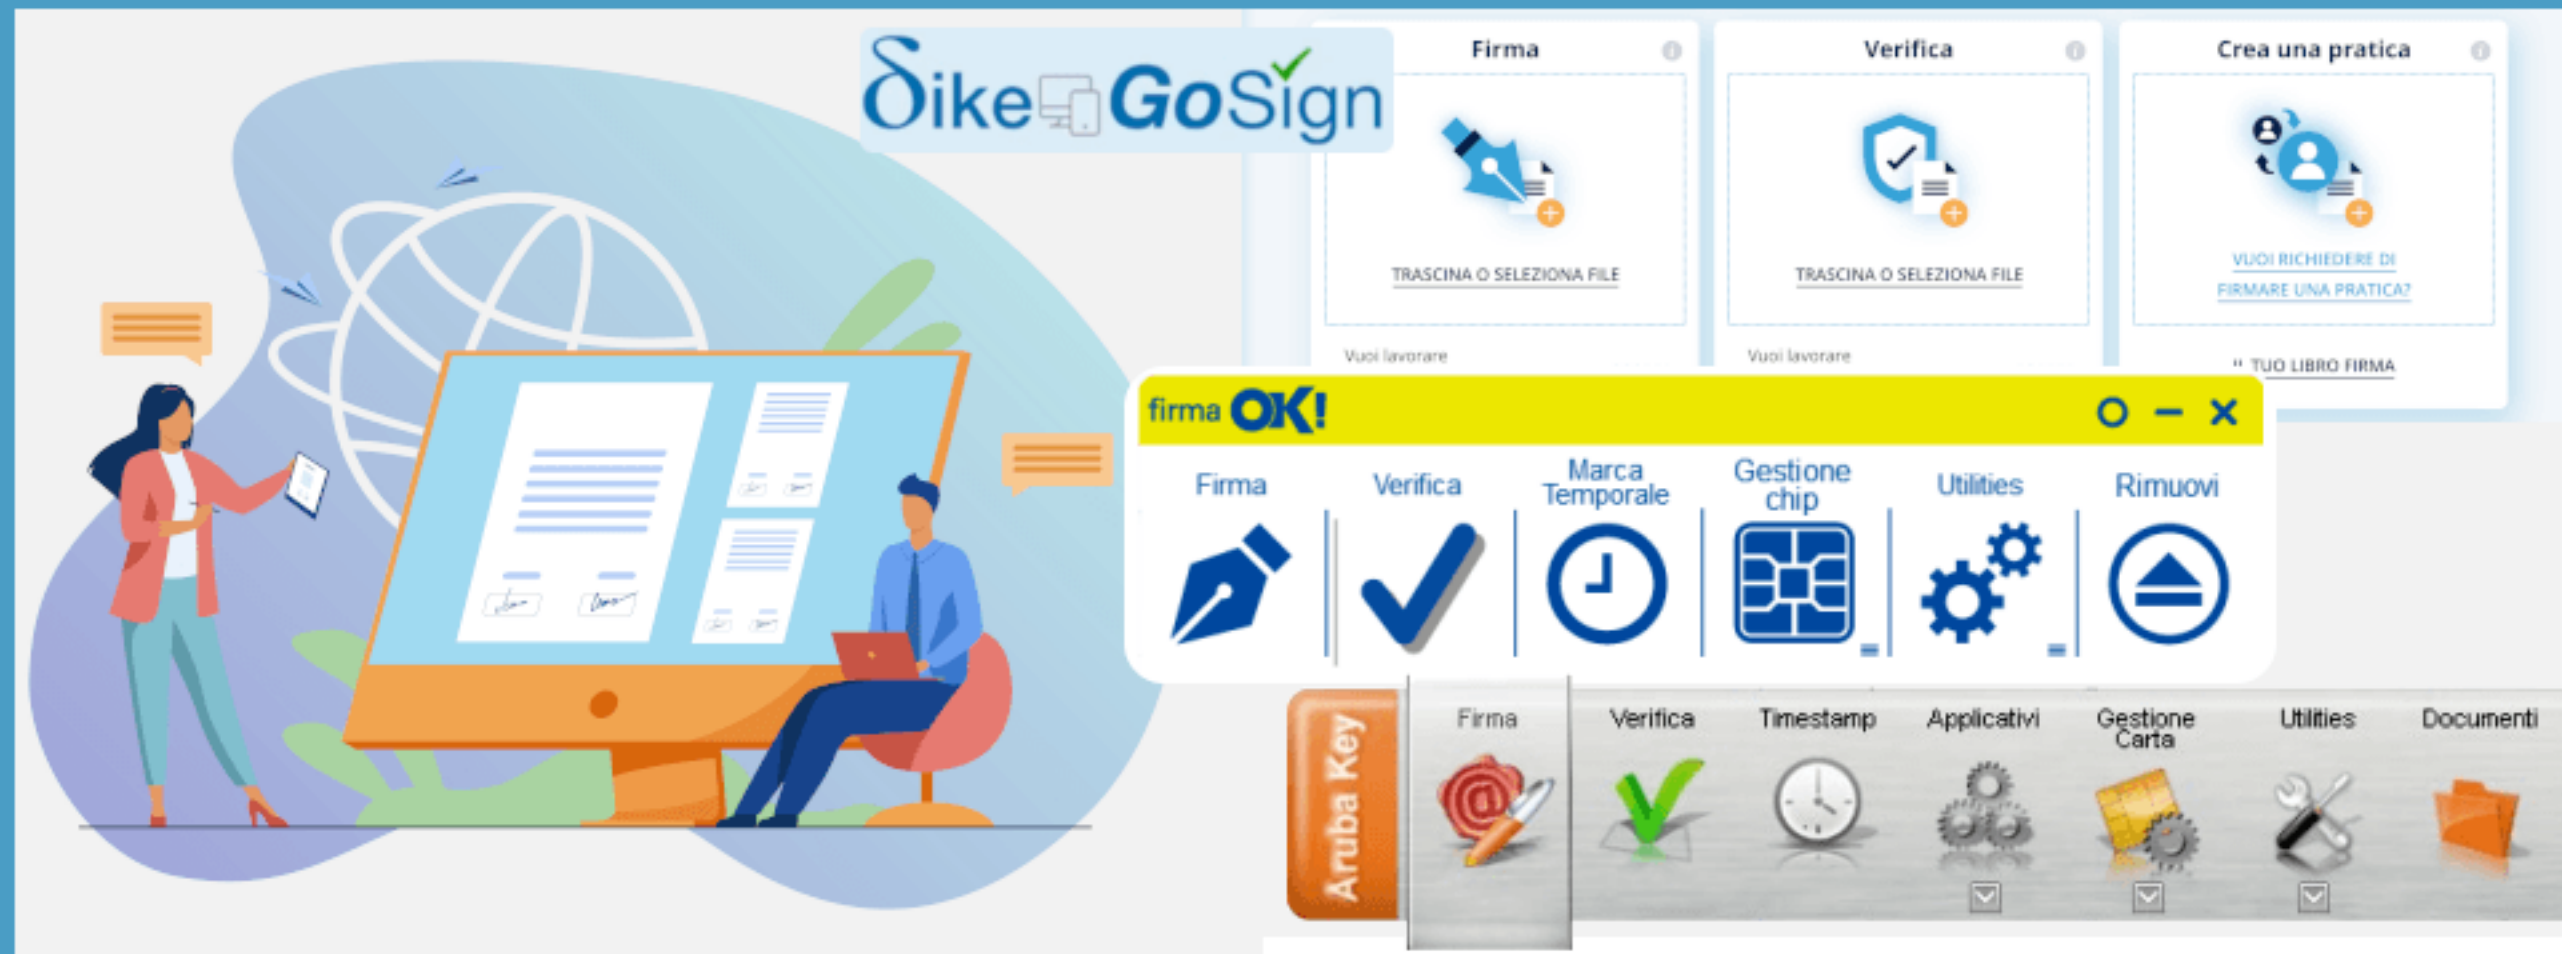 δike GoSign
Firma
Verifica
Crea una pratica
TRASCINA O SELEZIONA FILE
TRASCINA O SELEZIONA FILE
VUOI RICHIEDERE DI
FIRMARE UNA PRATICA?
Vuoi lavorare
Vuoi lavorare
TUO LIBRO FIRMA
firma OK!
Firma
Verifica
Marca
Temporale
Gestione
chip
Utilities
Rimuovi
Aruba Key
Firma
Verifica
Timestamp
Applicativi
Gestione
Carta
Utilities
Documenti